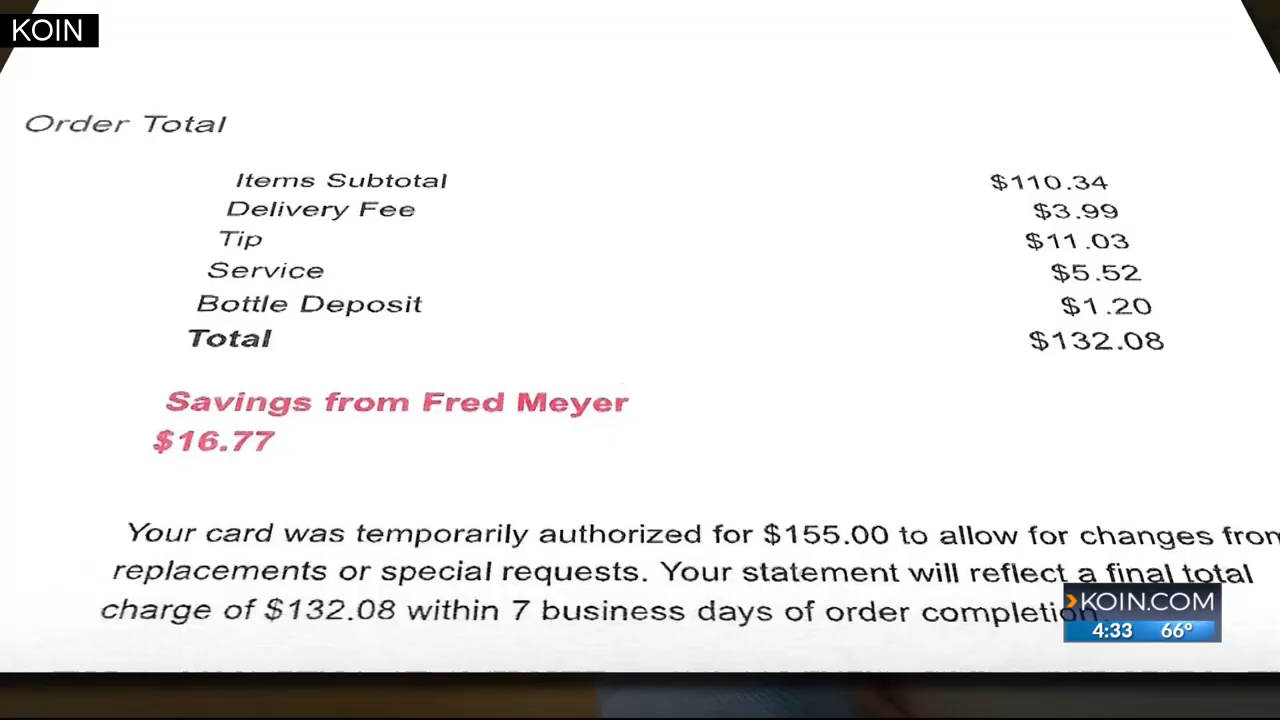 KOIN
Order Total
Items Subtotal $110.34
Delivery Fee $3.99
Tip $11.03
Service $5.52
Bottle Deposit $1.20
Total $132.08
Savings from Fred Meyer
$16.77
Your card was temporarily authorized for $155.00 to allow for changes from
replacements or special requests. Your statement will reflect a final total
charge of $132.08 within 7 business days of order completion
KOIN.COM
4:33 66°